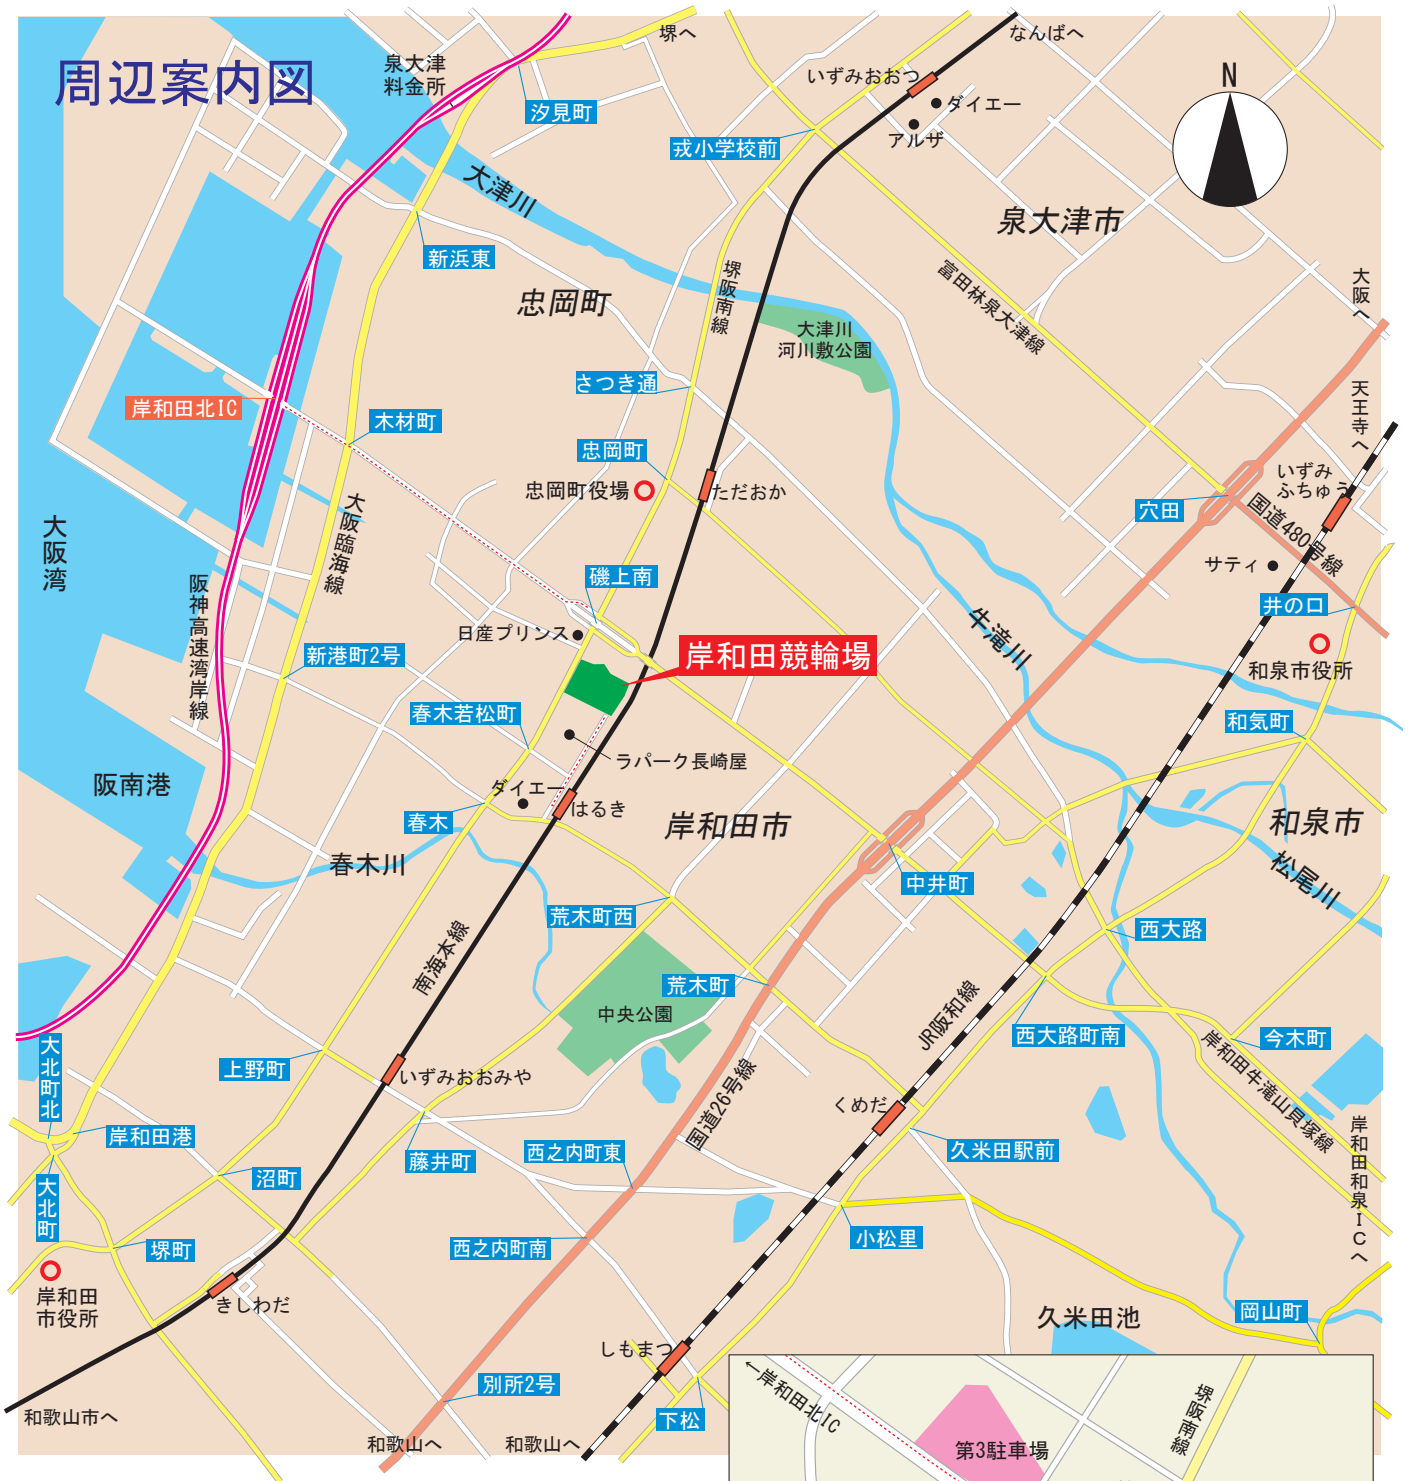 周辺案内図
泉大津
料金所
堺へ
なんばへ
いずみおおつ
ダイエー
アルザ
汐見町
戎小学校前
N
大津川
泉大津市
新浜東
忠岡町
堺阪南線
富田林泉大津線
大阪へ
大津川
河川敷公園
さつき通
岸和田北IC
木材町
天王寺へ
忠岡町
忠岡町役場
ただおか
いずみ
ふちゅう
穴田
国道480号線
大阪湾
大阪臨海線
サティ
阪神高速湾岸線
磯上南
井の口
日産プリンス
牛滝川
岸和田競輪場
新港町2号
和泉市役所
春木若松町
和気町
ラパーク長崎屋
阪南港
ダイエー
はるき
春木
岸和田市
和泉市
春木川
松尾川
中井町
荒木町西
西大路
南海本線
荒木町
中央公園
JR阪和線
西大路町南
今木町
大北町北
上野町
いずみおおみや
国道26号線
岸和田牛滝山貝塚線
くめだ
岸和田港
藤井町
西之内町東
久米田駅前
岸和田和泉ICへ
沼町
大北町
堺町
西之内町南
小松里
岸和田
市役所
きしわだ
久米田池
岡山町
しもまつ
別所2号
下松
和歌山市へ
和歌山へ
和歌山へ
←岸和田北IC
堺阪南線
第3駐車場